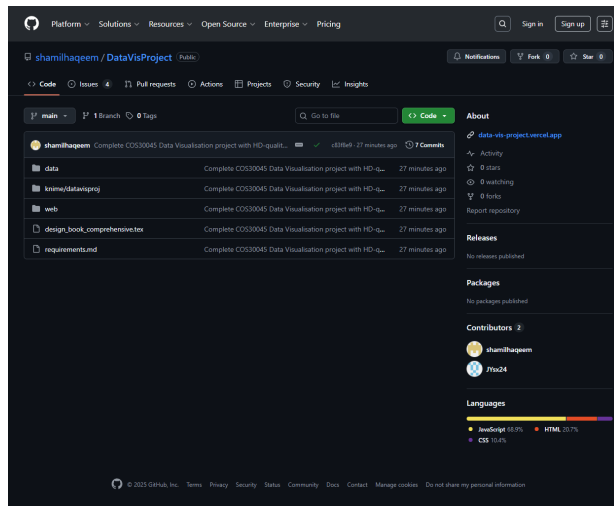 Platform Solutions Resources Open Source Enterprise Pricing Sign in Sign up
shamilhaqeem / DataVisProject Public Notifications Fork 0 Star 0
Code Issues 4 Pull requests Actions Projects Security Insights
main 1 Branch 0 Tags Go to file Code
shamilhaqeem Complete COS30045 Data Visualisation project with HD-qualit... 27 minutes ago 7 Commits
data Complete COS30045 Data Visualisation project with HD-q... 27 minutes ago
knime/datavisproj Complete COS30045 Data Visualisation project with HD-q... 27 minutes ago
web Complete COS30045 Data Visualisation project with HD-q... 27 minutes ago
design_book_comprehensive.tex Complete COS30045 Data Visualisation project with HD-q... 27 minutes ago
requirements.md Complete COS30045 Data Visualisation project with HD-q... 27 minutes ago
About
data-vis-project.vercel.app
Activity
0 stars
0 watching
0 forks
Report repository
Releases
No releases published
Packages
No packages published
Contributors 2
shamilhaqeem
JYsx24
Languages
JavaScript 68.9% HTML 20.7%
CSS 10.4%
© 2025 GitHub, Inc. Terms Privacy Security Status Community Docs Contact Manage cookies Do not share my personal information